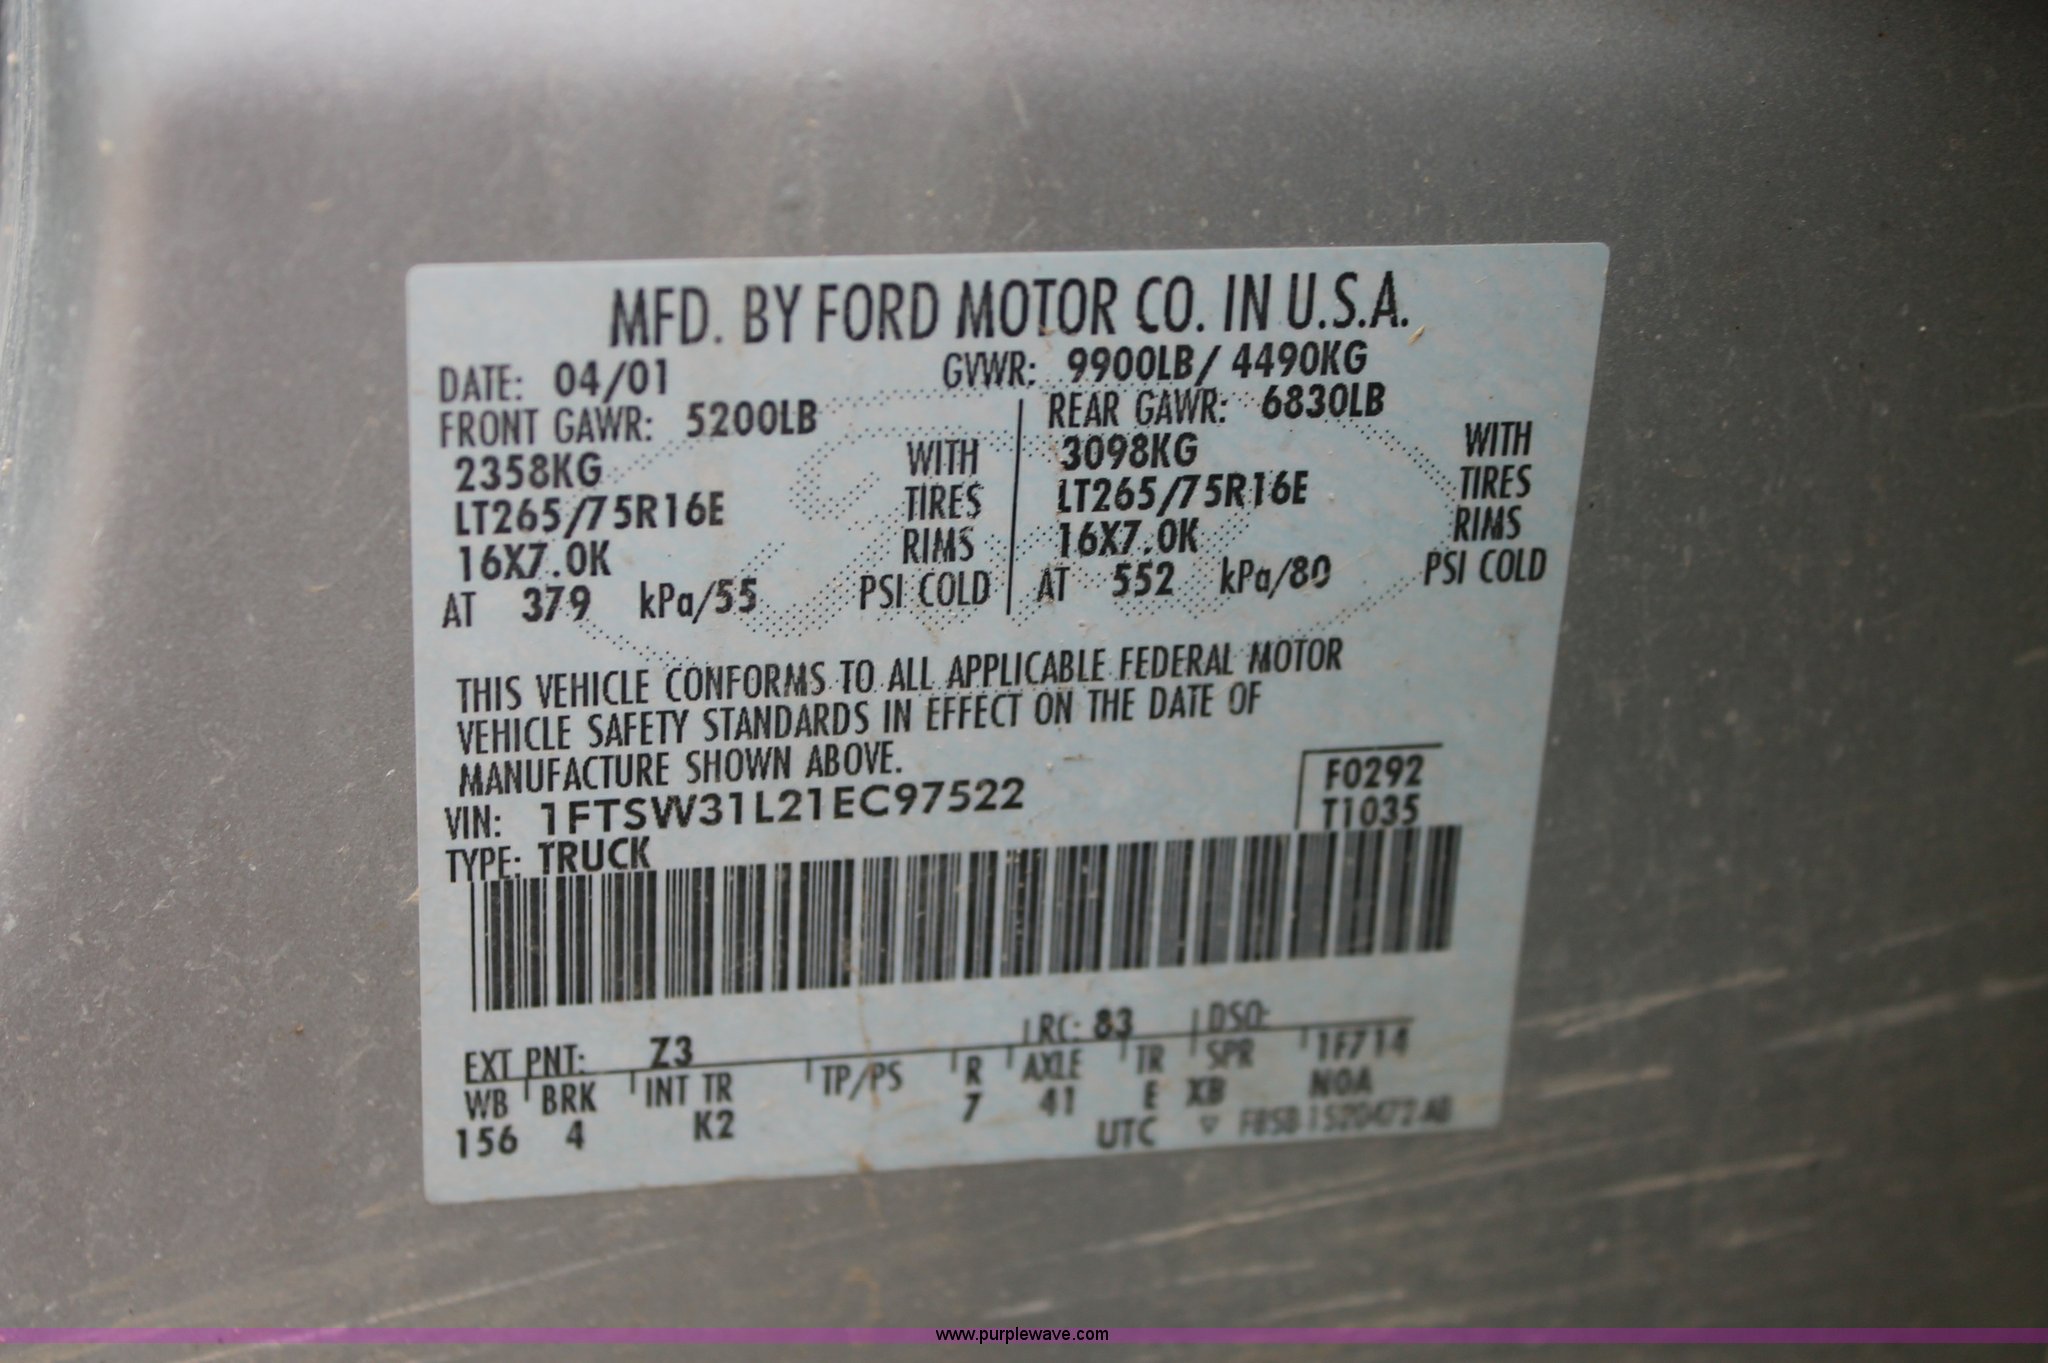 MFD. BY FORD MOTOR CO. IN U.S.A.
DATE: 04/01 GVWR: 9900LB/ 4490KG
FRONT GAWR: 5200LB REAR GAWR: 6830LB
2358KG WITH 3098KG WITH
LT265/75R16E TIRES LT265/75R16E TIRES
16X7.0K RIMS 16X7.0K RIMS
AT 379 kPa/55 PSI COLD AT 552 kPa/80 PSI COLD
THIS VEHICLE CONFORMS TO ALL APPLICABLE FEDERAL MOTOR
VEHICLE SAFETY STANDARDS IN EFFECT ON THE DATE OF
MANUFACTURE SHOWN ABOVE.
F0292
VIN: 1FTSW31L21EC97522 T1035
TYPE: TRUCK
EXT PNT: Z3 RC: 83 DSO:
WB BRK INT TR TP/PS R AXLE TR SPR 1F714
156 4 K2 7 41 E XB N0A
UTC ▽ F85B 1520472 AB
www.purplewave.com